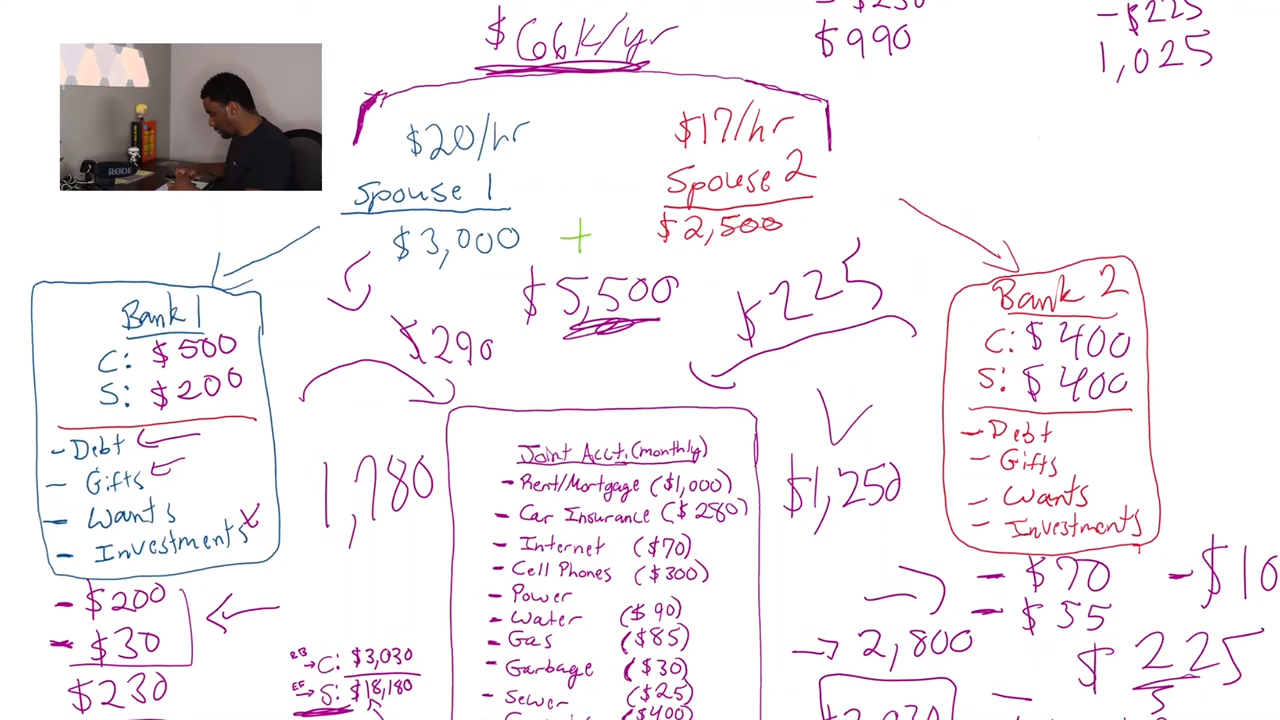 $66K/yr
$990
-$225
1,025
RØDE
$20/hr
Spouse 1
$3,000
+
$17/hr
Spouse 2
$2,500
$5,500
$290
$225
Bank 1
C: $500
S: $200
- Debt
- Gifts
- Wants
- Investments
- $200
- $30
$230
1,780
C: $3,030
S: $18,180
Joint Acct. (monthly)
- Rent/Mortgage ($1,000)
- Car Insurance ($280)
- Internet ($70)
- Cell Phones ($300)
- Power
- Water ($90)
- Gas ($85)
- Garbage ($30)
- Sewer ($25)
($400)
$1,250
2,800
Bank 2
C: $400
S: $400
- Debt
- Gifts
- Wants
- Investments
- $70
- $55
- $10
$225